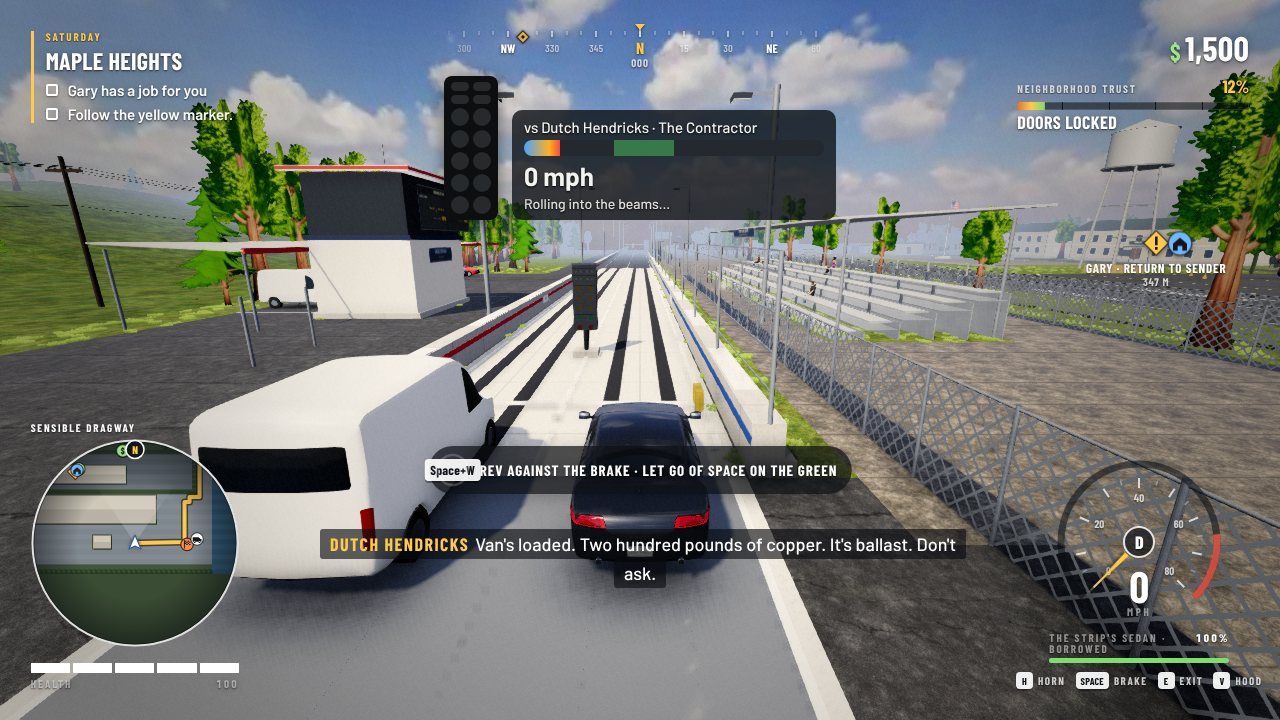 SATURDAY
MAPLE HEIGHTS
Gary has a job for you
Follow the yellow marker.
300 NW 330 345 N 15 30 NE 60
000
$1,500
NEIGHBORHOOD TRUST 12%
DOORS LOCKED
vs Dutch Hendricks · The Contractor
0 mph
Rolling into the beams...
GARY · RETURN TO SENDER
347 M
SENSIBLE DRAGWAY
$ N
Space+W REV AGAINST THE BRAKE · LET GO OF SPACE ON THE GREEN
DUTCH HENDRICKS Van's loaded. Two hundred pounds of copper. It's ballast. Don't
ask.
20 40 60 80
D
0
MPH
THE STRIP'S SEDAN · BORROWED 100%
HEALTH 100
H HORN SPACE BRAKE E EXIT V HOOD